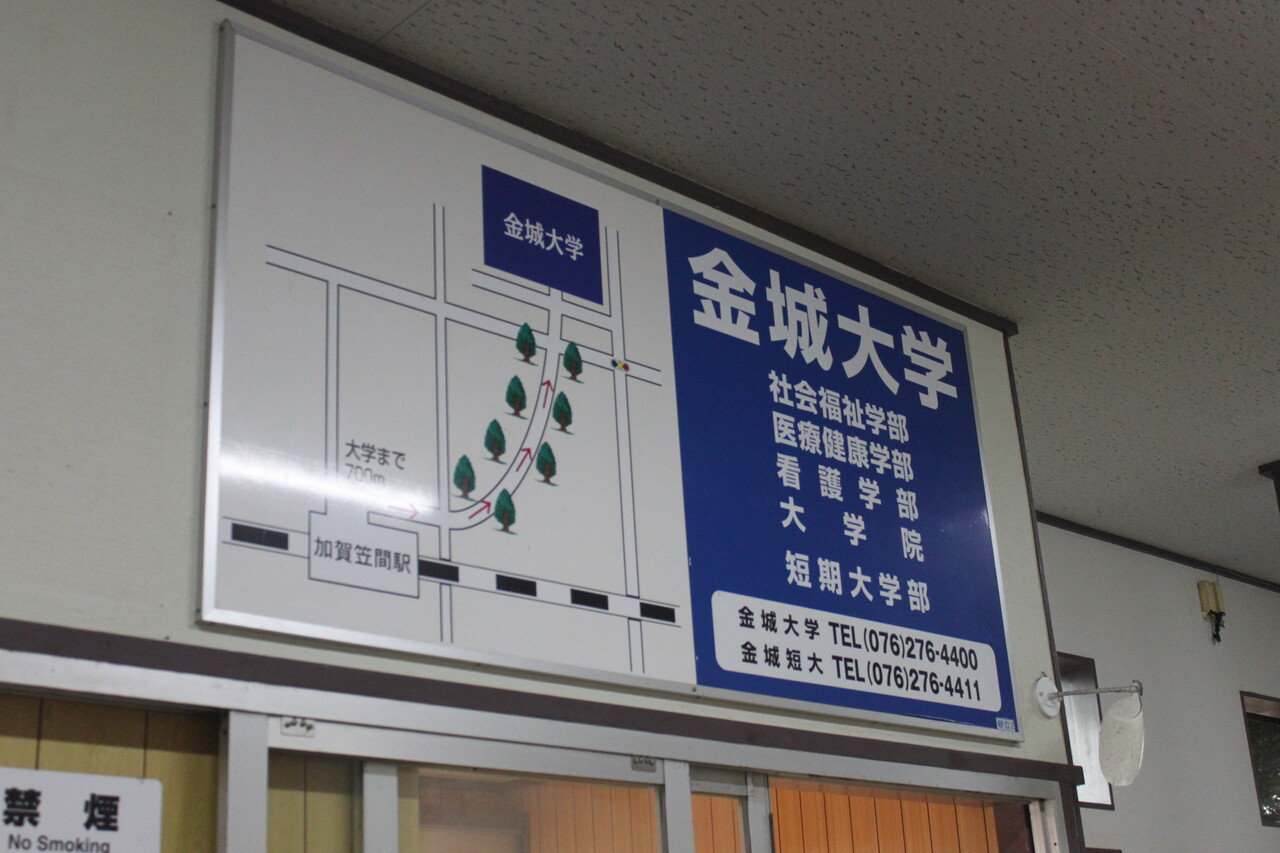 金城大学
大学まで
700m
加賀笠間駅
金城大学
社会福祉学部
医療健康学部
看護学部
大学院
短期大学部
金城大学 TEL(076)276-4400
金城短大 TEL(076)276-4411
禁煙
No Smoking